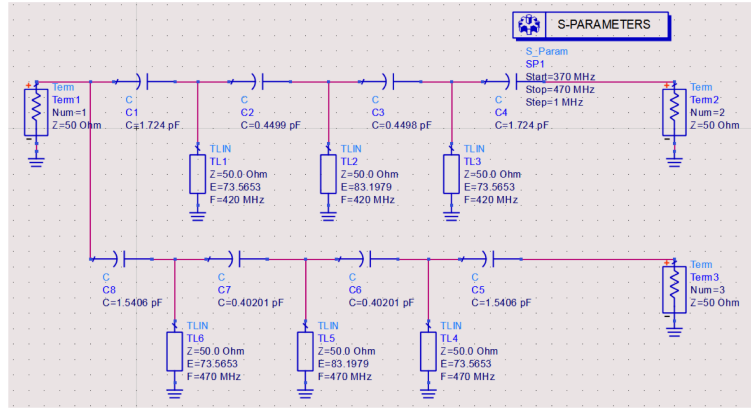 S-PARAMETERS
S_Param
SP1
Start=370 MHz
Stop=470 MHz
Step=1 MHz
Term
Term1
Num=1
Z=50 Ohm
C
C1
C=1.724 pF
C
C2
C=0.4499 pF
C
C3
C=0.4498 pF
C
C4
C=1.724 pF
Term
Term2
Num=2
Z=50 Ohm
TLIN
TL1
Z=50.0 Ohm
E=73.5653
F=420 MHz
TLIN
TL2
Z=50.0 Ohm
E=83.1979
F=420 MHz
TLIN
TL3
Z=50.0 Ohm
E=73.5653
F=420 MHz
C
C8
C=1.5406 pF
C
C7
C=0.40201 pF
C
C6
C=0.40201 pF
C
C5
C=1.5406 pF
Term
Term3
Num=3
Z=50 Ohm
TLIN
TL6
Z=50.0 Ohm
E=73.5653
F=470 MHz
TLIN
TL5
Z=50.0 Ohm
E=83.1979
F=470 MHz
TLIN
TL4
Z=50.0 Ohm
E=73.5653
F=470 MHz